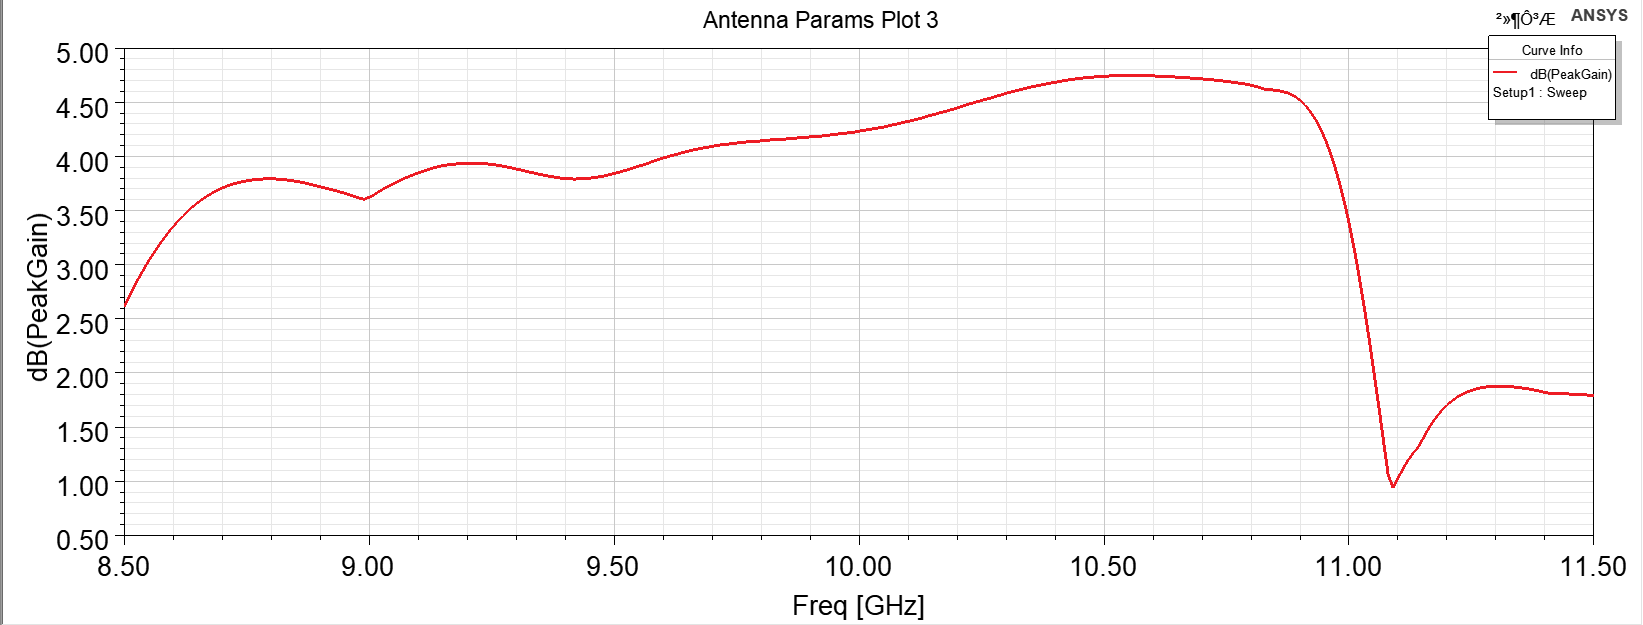 Antenna Params Plot 3
²»¶Ô³Æ
ANSYS
Curve Info
dB(PeakGain)
Setup1 : Sweep
dB(PeakGain)
5.00
4.50
4.00
3.50
3.00
2.50
2.00
1.50
1.00
0.50
8.50 9.00 9.50 10.00 10.50 11.00 11.50
Freq [GHz]